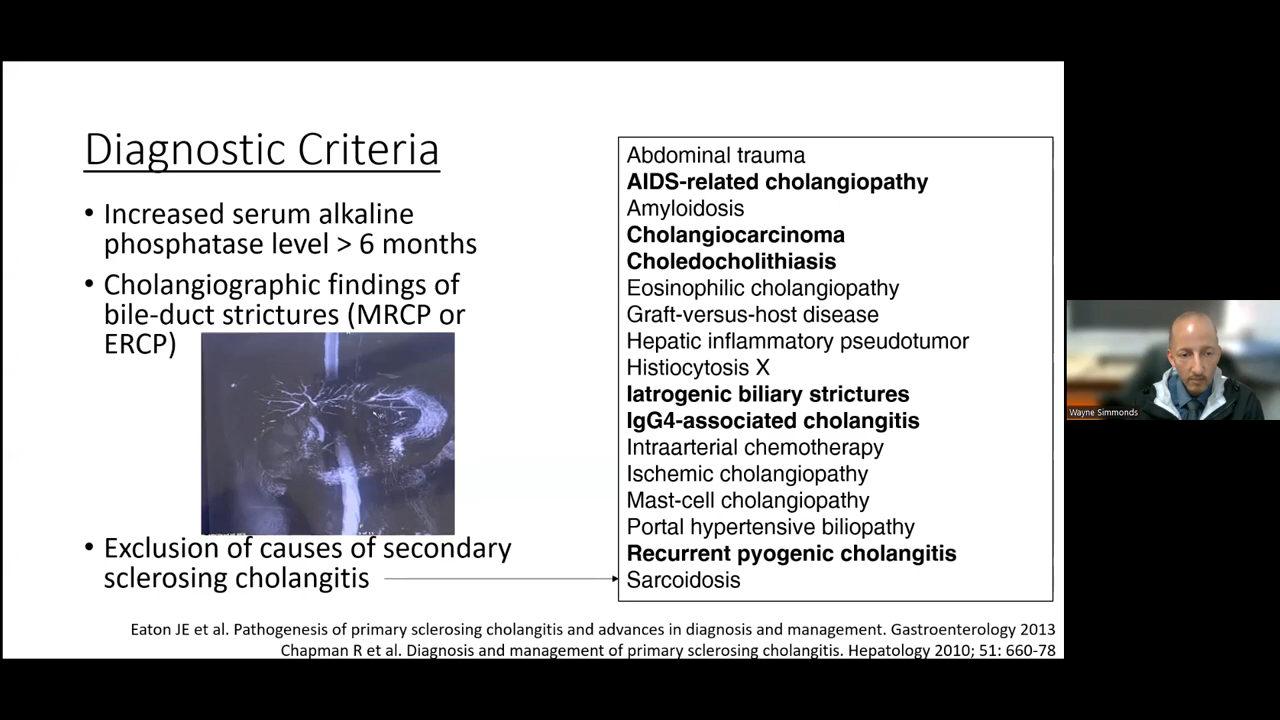 Diagnostic Criteria
• Increased serum alkaline
phosphatase level > 6 months
• Cholangiographic findings of
bile-duct strictures (MRCP or
ERCP)
• Exclusion of causes of secondary
sclerosing cholangitis
Abdominal trauma
AIDS-related cholangiopathy
Amyloidosis
Cholangiocarcinoma
Choledocholithiasis
Eosinophilic cholangiopathy
Graft-versus-host disease
Hepatic inflammatory pseudotumor
Histiocytosis X
Iatrogenic biliary strictures
IgG4-associated cholangitis
Intraarterial chemotherapy
Ischemic cholangiopathy
Mast-cell cholangiopathy
Portal hypertensive biliopathy
Recurrent pyogenic cholangitis
Sarcoidosis
Eaton JE et al. Pathogenesis of primary sclerosing cholangitis and advances in diagnosis and management. Gastroenterology 2013
Chapman R et al. Diagnosis and management of primary sclerosing cholangitis. Hepatology 2010; 51: 660-78
Wayne Simmonds